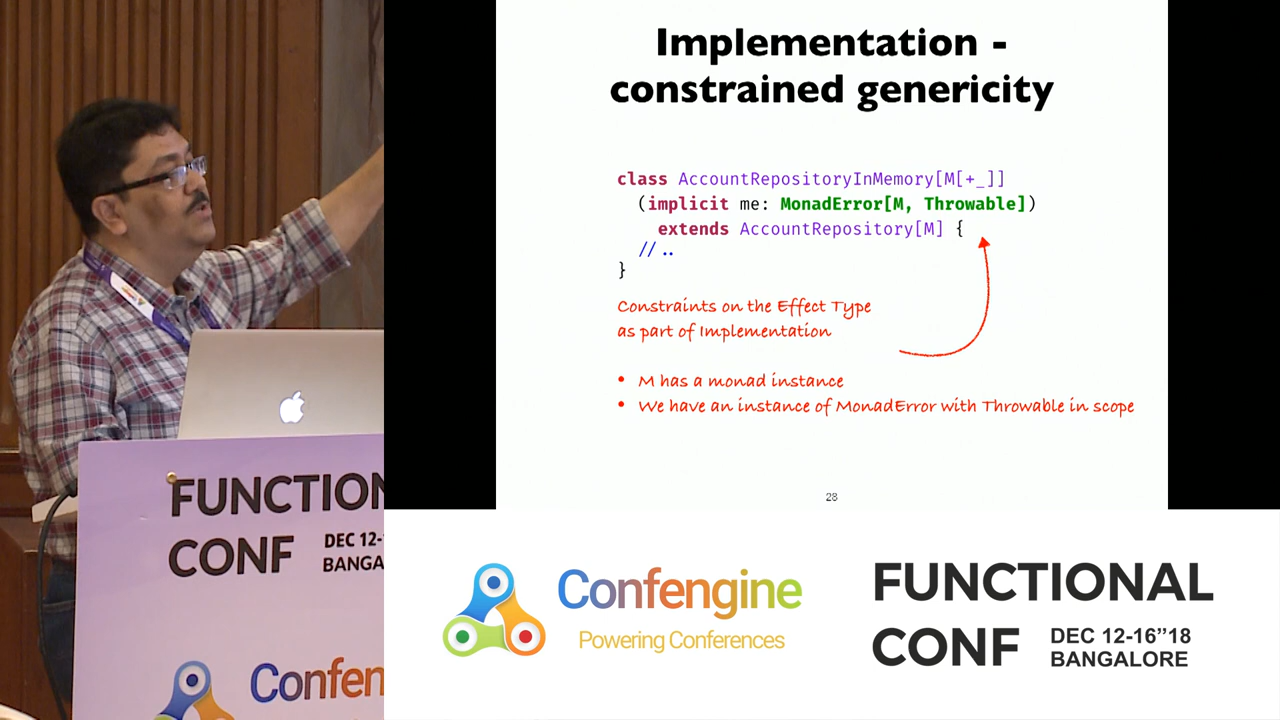 Implementation -
constrained genericity
class AccountRepositoryInMemory[M[+_]]
(implicit me: MonadError[M, Throwable])
extends AccountRepository[M] {
// ..
}
Constraints on the Effect Type
as part of Implementation
• M has a monad instance
• We have an instance of MonadError with Throwable in scope
28
FUNCTION
CONF DEC 12-
BANGA
Confen
Confengine
Powering Conferences
FUNCTIONAL
CONF DEC 12-16"18
BANGALORE